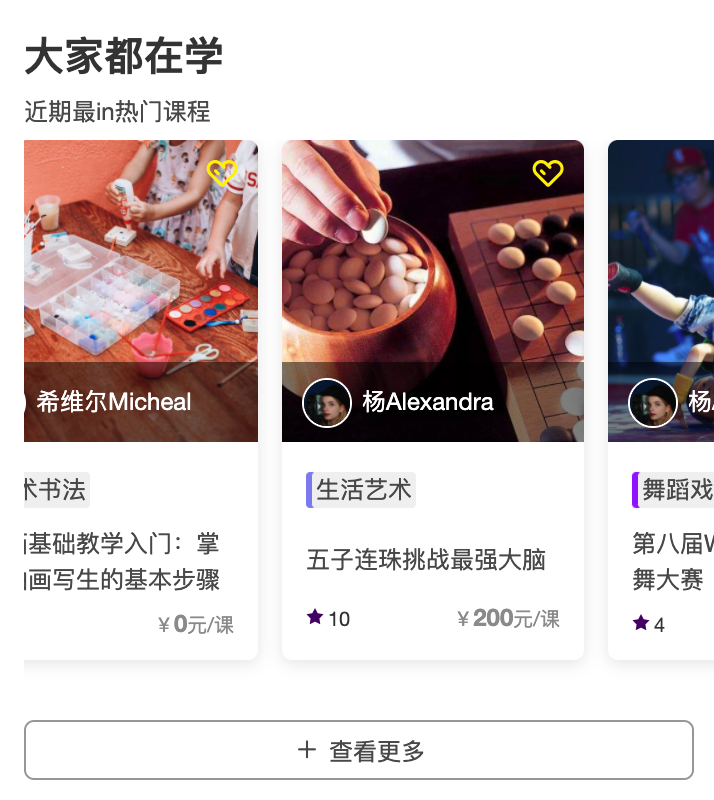 大家都在学
近期最in热门课程
希维尔Micheal
术书法
基础教学入门：掌
画写生的基本步骤
¥0元/课
杨Alexandra
生活艺术
五子连珠挑战最强大脑
10
¥200元/课
杨
舞蹈戏
第八届
舞大赛
4
+ 查看更多